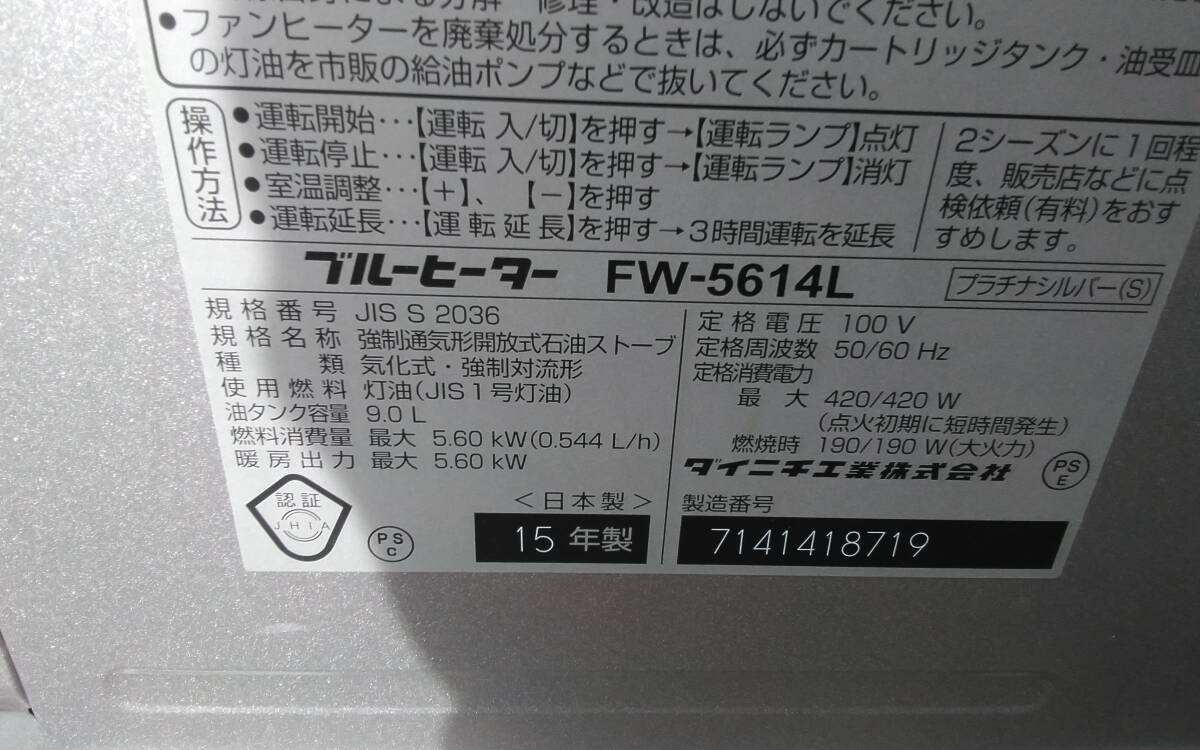 修理・改造はしないでください。
●ファンヒーターを廃棄処分するときは、必ずカートリッジタンク・油受皿
の灯油を市販の給油ポンプなどで抜いてください。
操作方法
●運転開始…【運転 入/切】を押す→【運転ランプ】点灯
●運転停止…【運転 入/切】を押す→【運転ランプ】消灯
●室温調整…【+】、【-】を押す
●運転延長…【運転延長】を押す→3時間運転を延長
2シーズンに1回程
度、販売店などに点
検依頼(有料)をおす
すめします。
ブルーヒーター FW-5614L
プラチナシルバー(S)
規格番号 JIS S 2036
規格名称 強制通気形開放式石油ストーブ
種類 気化式・強制対流形
使用燃料 灯油(JIS1号灯油)
油タンク容量 9.0 L
燃料消費量 最大 5.60 kW(0.544 L/h)
暖房出力 最大 5.60 kW
定格電圧 100 V
定格周波数 50/60 Hz
定格消費電力
最大 420/420 W
(点火初期に短時間発生)
燃焼時 190/190 W(大火力)
ダイニチ工業株式会社
PS
E
認証
JHIA
PS
C
<日本製>
15 年製
製造番号
7141418719